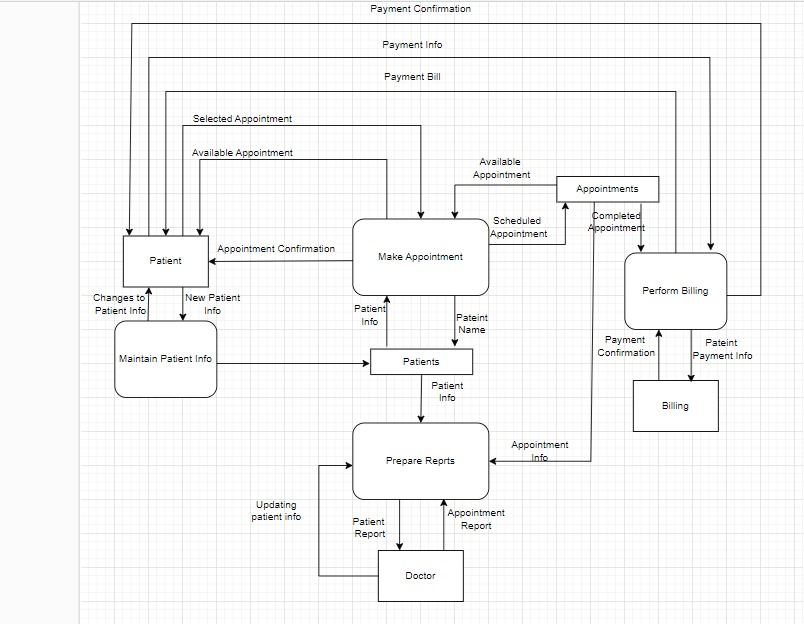 Payment Confirmation
Payment Info
Payment Bill
Selected Appointment
Available Appointment
Available
Appointment
Appointments
Scheduled
Appointment
Completed
Appointment
Patient
Appointment Confirmation
Make Appointment
Perform Billing
Changes to
Patient Info
New Patient
Info
Patient
Info
Pateint
Name
Maintain Patient Info
Patients
Payment
Confirmation
Pateint
Payment Info
Patient
Info
Billing
Prepare Reprts
Appointment
Info
Updating
patient info
Patient
Report
Appointment
Report
Doctor